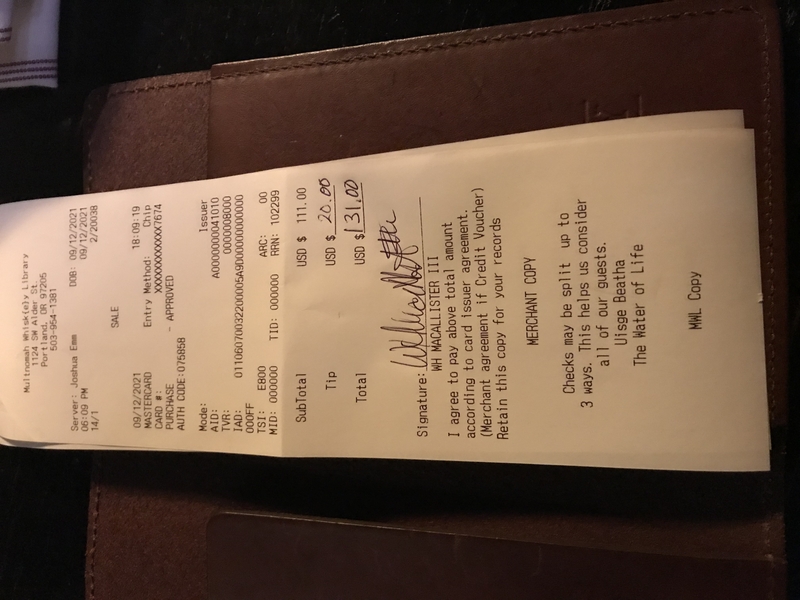 Multnomah Whisk{e}y Library
1124 SW Alder St.
Portland, OR 97205
503-954-1381
Server: Joshua Emm DOB: 09/12/2021
06:09 PM 09/12/2021
14/1 2/20038
SALE
09/12/2021 18:09:19
MASTERCARD Entry Method: Chip
CARD #: XXXXXXXXXXXX7674
PURCHASE - APPROVED
AUTH CODE:075858
Mode: Issuer
AID: A0000000041010
TVR: 0000008000
IAD: 01106070032200005A90000000000000
000FF
TSI: E800 ARC: 00
MID: 000000 TID: 000000 RRN: 102299
SubTotal USD $ 111.00
Tip USD $ 20.00
Total USD $ 131.00
Signature:
WH MACALLISTER III
I agree to pay above total amount
according to card issuer agreement.
(Merchant agreement if Credit Voucher)
Retain this copy for your records
MERCHANT COPY
Checks may be split up to
3 ways. This helps us consider
all of our guests.
Uisge Beatha
The Water of Life
MWL Copy